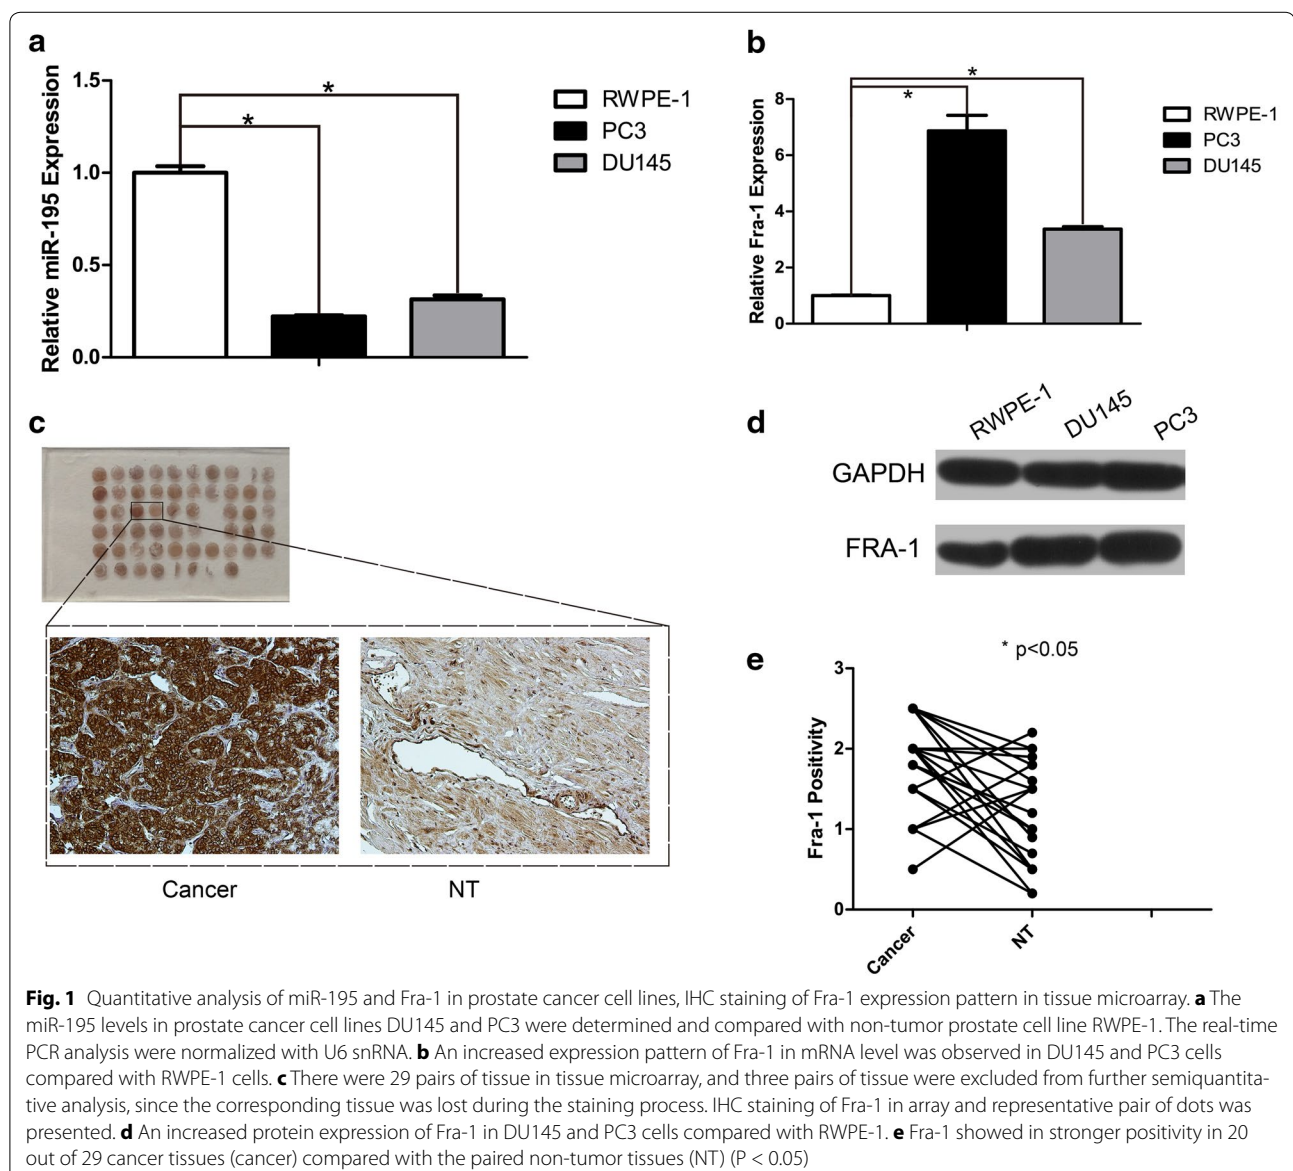 a
Relative miR-195 Expression
1.5
1.0
0.5
0.0
*
*
RWPE-1
PC3
DU145
b
Relative Fra-1 Expression
8
6
4
2
0
*
*
RWPE-1
PC3
DU145
c
Cancer
NT
d
RWPE-1
DU145
PC3
GAPDH
FRA-1
e
* p<0.05
Fra-1 Positivity
3
2
1
0
Cancer
NT
Fig. 1 Quantitative analysis of miR-195 and Fra-1 in prostate cancer cell lines, IHC staining of Fra-1 expression pattern in tissue microarray. a The
miR-195 levels in prostate cancer cell lines DU145 and PC3 were determined and compared with non-tumor prostate cell line RWPE-1. The real-time
PCR analysis were normalized with U6 snRNA. b An increased expression pattern of Fra-1 in mRNA level was observed in DU145 and PC3 cells
compared with RWPE-1 cells. c There were 29 pairs of tissue in tissue microarray, and three pairs of tissue were excluded from further semiquantita-
tive analysis, since the corresponding tissue was lost during the staining process. IHC staining of Fra-1 in array and representative pair of dots was
presented. d An increased protein expression of Fra-1 in DU145 and PC3 cells compared with RWPE-1. e Fra-1 showed in stronger positivity in 20
out of 29 cancer tissues (cancer) compared with the paired non-tumor tissues (NT) (P < 0.05)